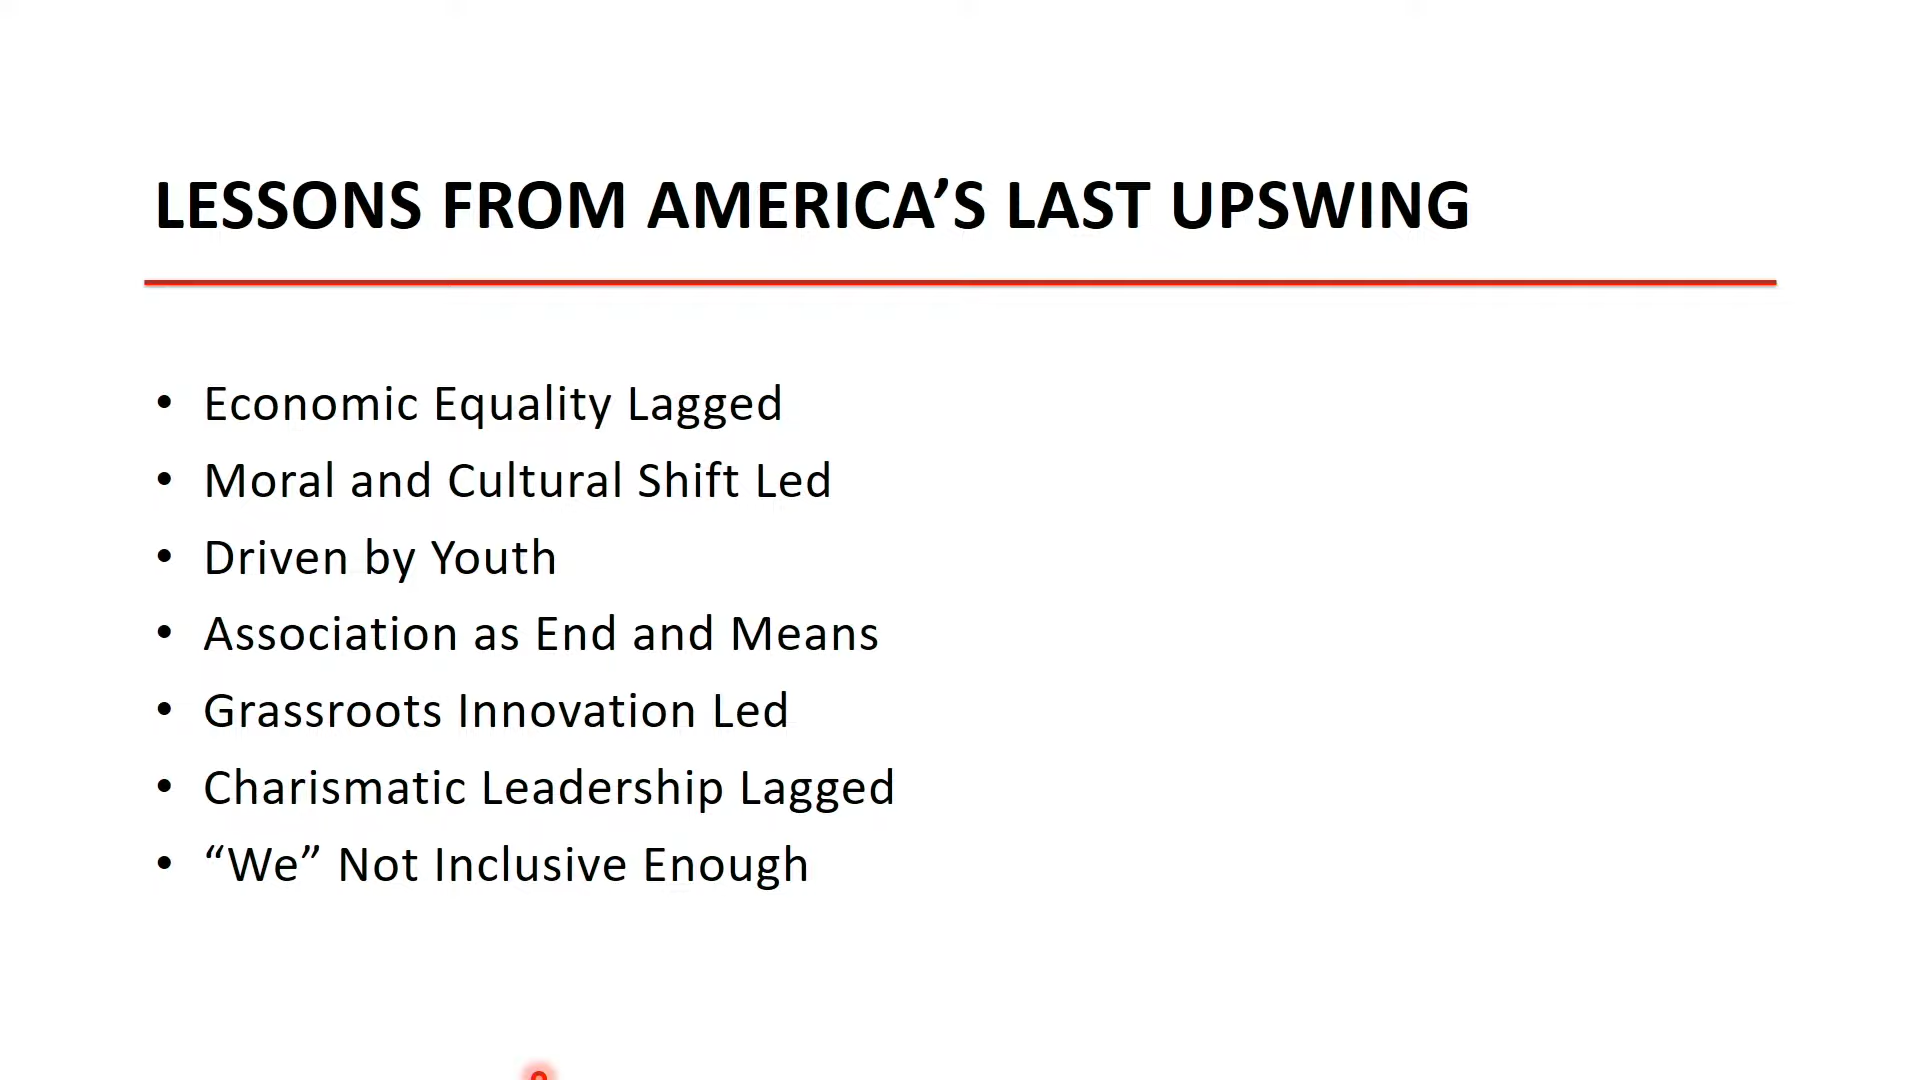 LESSONS FROM AMERICA’S LAST UPSWING
• Economic Equality Lagged
• Moral and Cultural Shift Led
• Driven by Youth
• Association as End and Means
• Grassroots Innovation Led
• Charismatic Leadership Lagged
• “We” Not Inclusive Enough